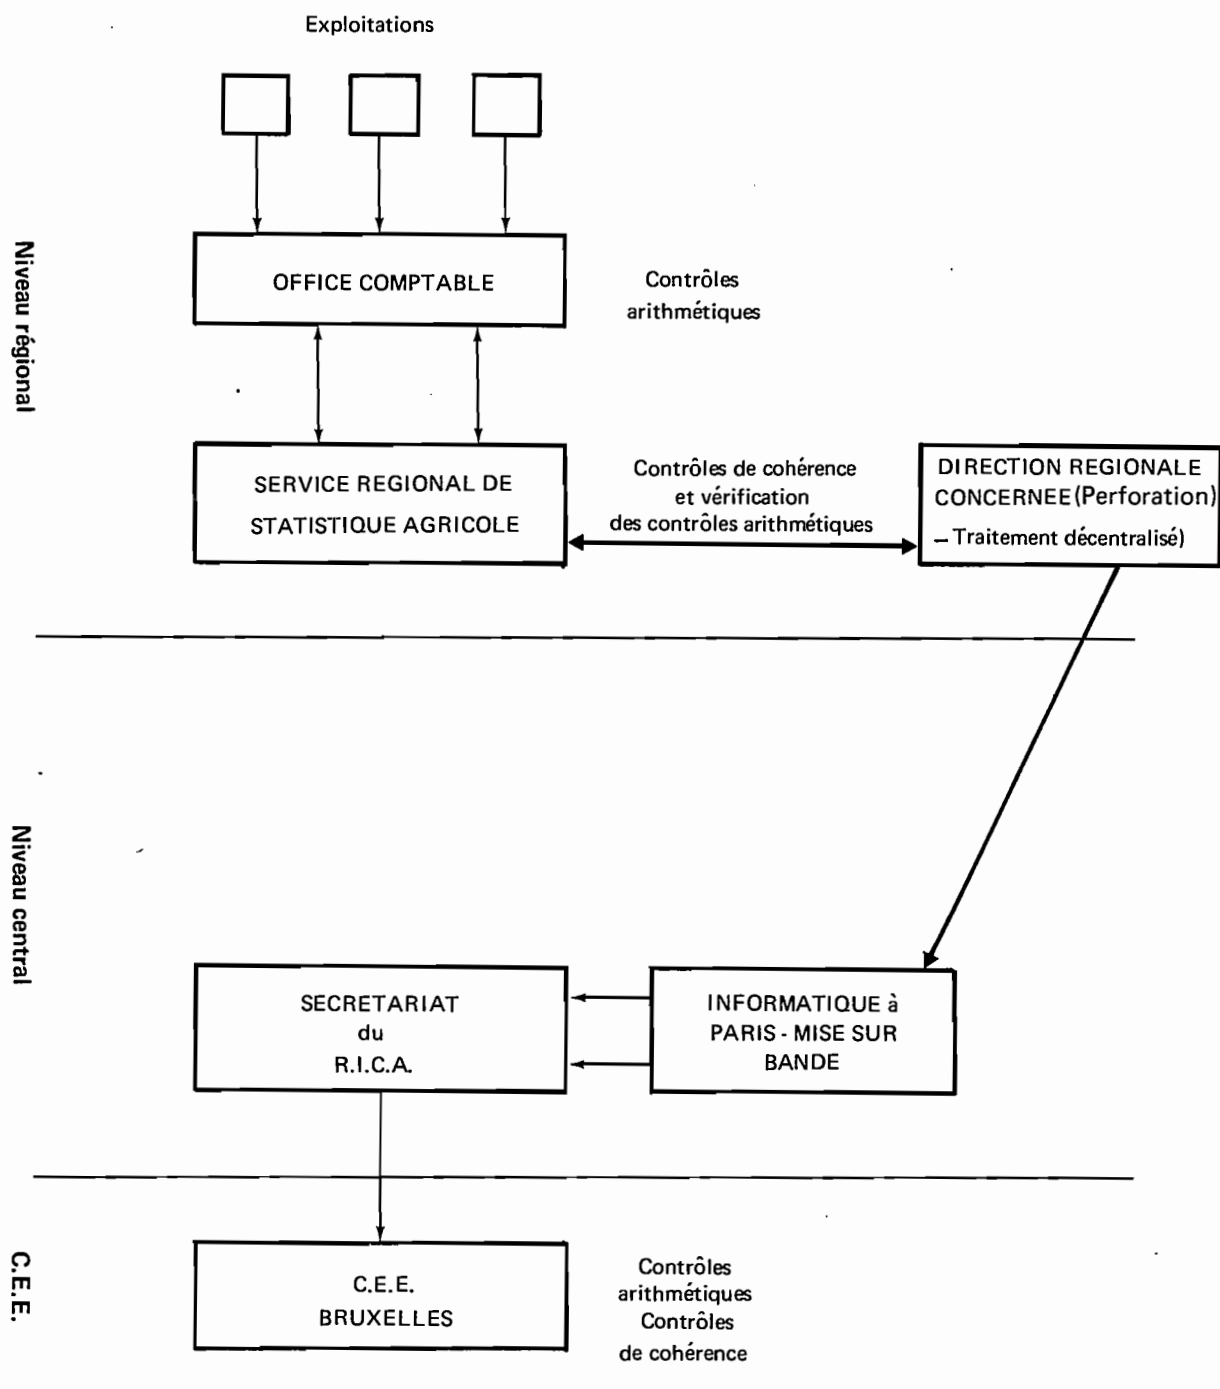 Exploitations
Niveau régional
OFFICE COMPTABLE
Contrôles
arithmétiques
SERVICE REGIONAL DE
STATISTIQUE AGRICOLE
Contrôles de cohérence
et vérification
des contrôles arithmétiques
DIRECTION REGIONALE
CONCERNEE (Perforation)
– Traitement décentralisé)
Niveau central
SECRETARIAT
du
R.I.C.A.
INFORMATIQUE à
PARIS - MISE SUR
BANDE
C.E.E.
C.E.E.
BRUXELLES
Contrôles
arithmétiques
Contrôles
de cohérence